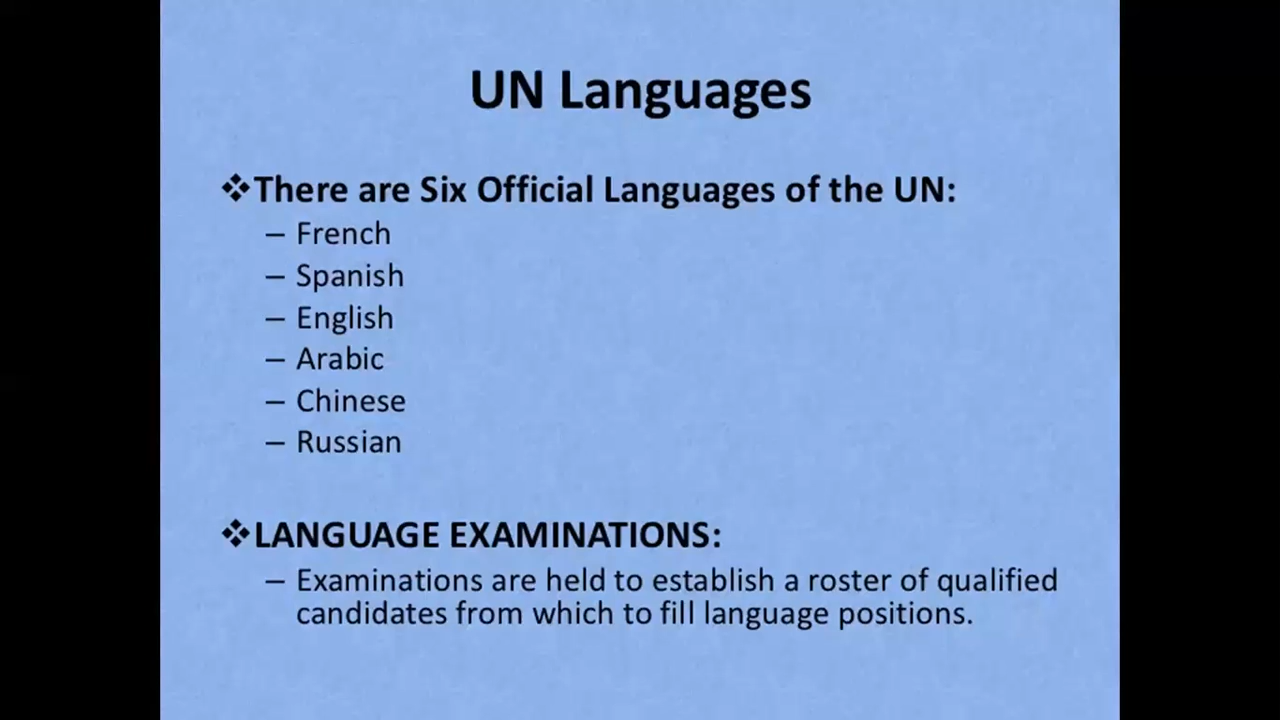 UN Languages
❖There are Six Official Languages of the UN:
– French
– Spanish
– English
– Arabic
– Chinese
– Russian
❖LANGUAGE EXAMINATIONS:
– Examinations are held to establish a roster of qualified
candidates from which to fill language positions.